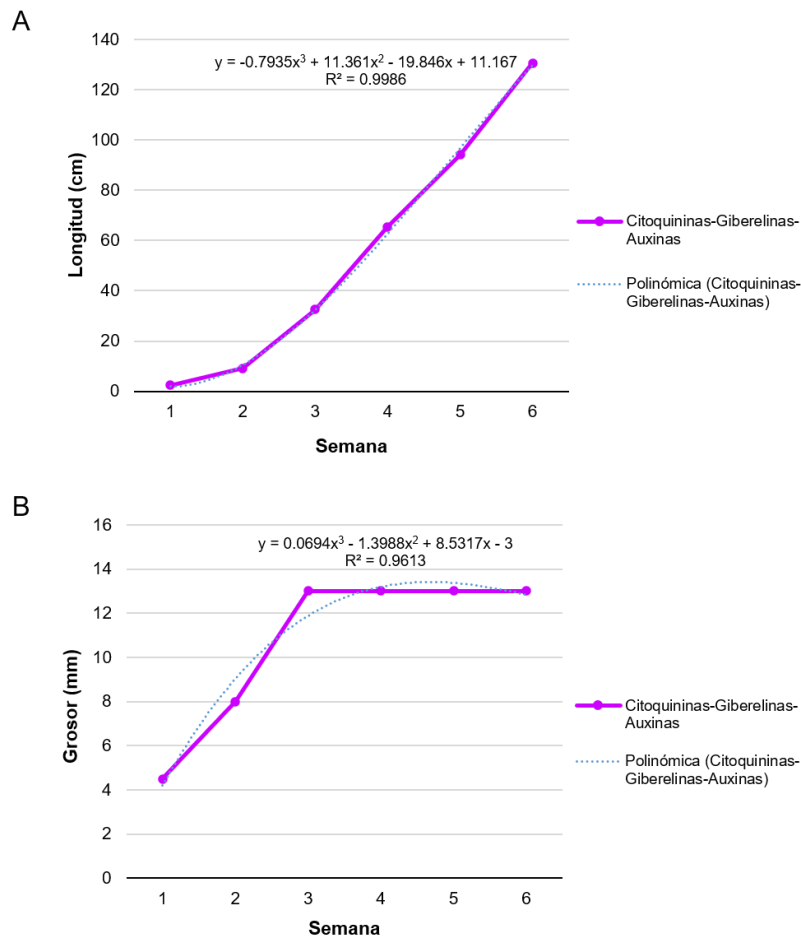 A
140
120
100
80
60
40
20
0
y = -0.7935x³ + 11.361x² - 19.846x + 11.167
R² = 0.9986
Longitud (cm)
1 2 3 4 5 6
Semana
Citoquininas-Giberelinas-
Auxinas
Polinómica (Citoquininas-
Giberelinas-Auxinas)
B
16
14
12
10
8
6
4
2
0
y = 0.0694x³ - 1.3988x² + 8.5317x - 3
R² = 0.9613
Grosor (mm)
1 2 3 4 5 6
Semana
Citoquininas-Giberelinas-
Auxinas
Polinómica (Citoquininas-
Giberelinas-Auxinas)